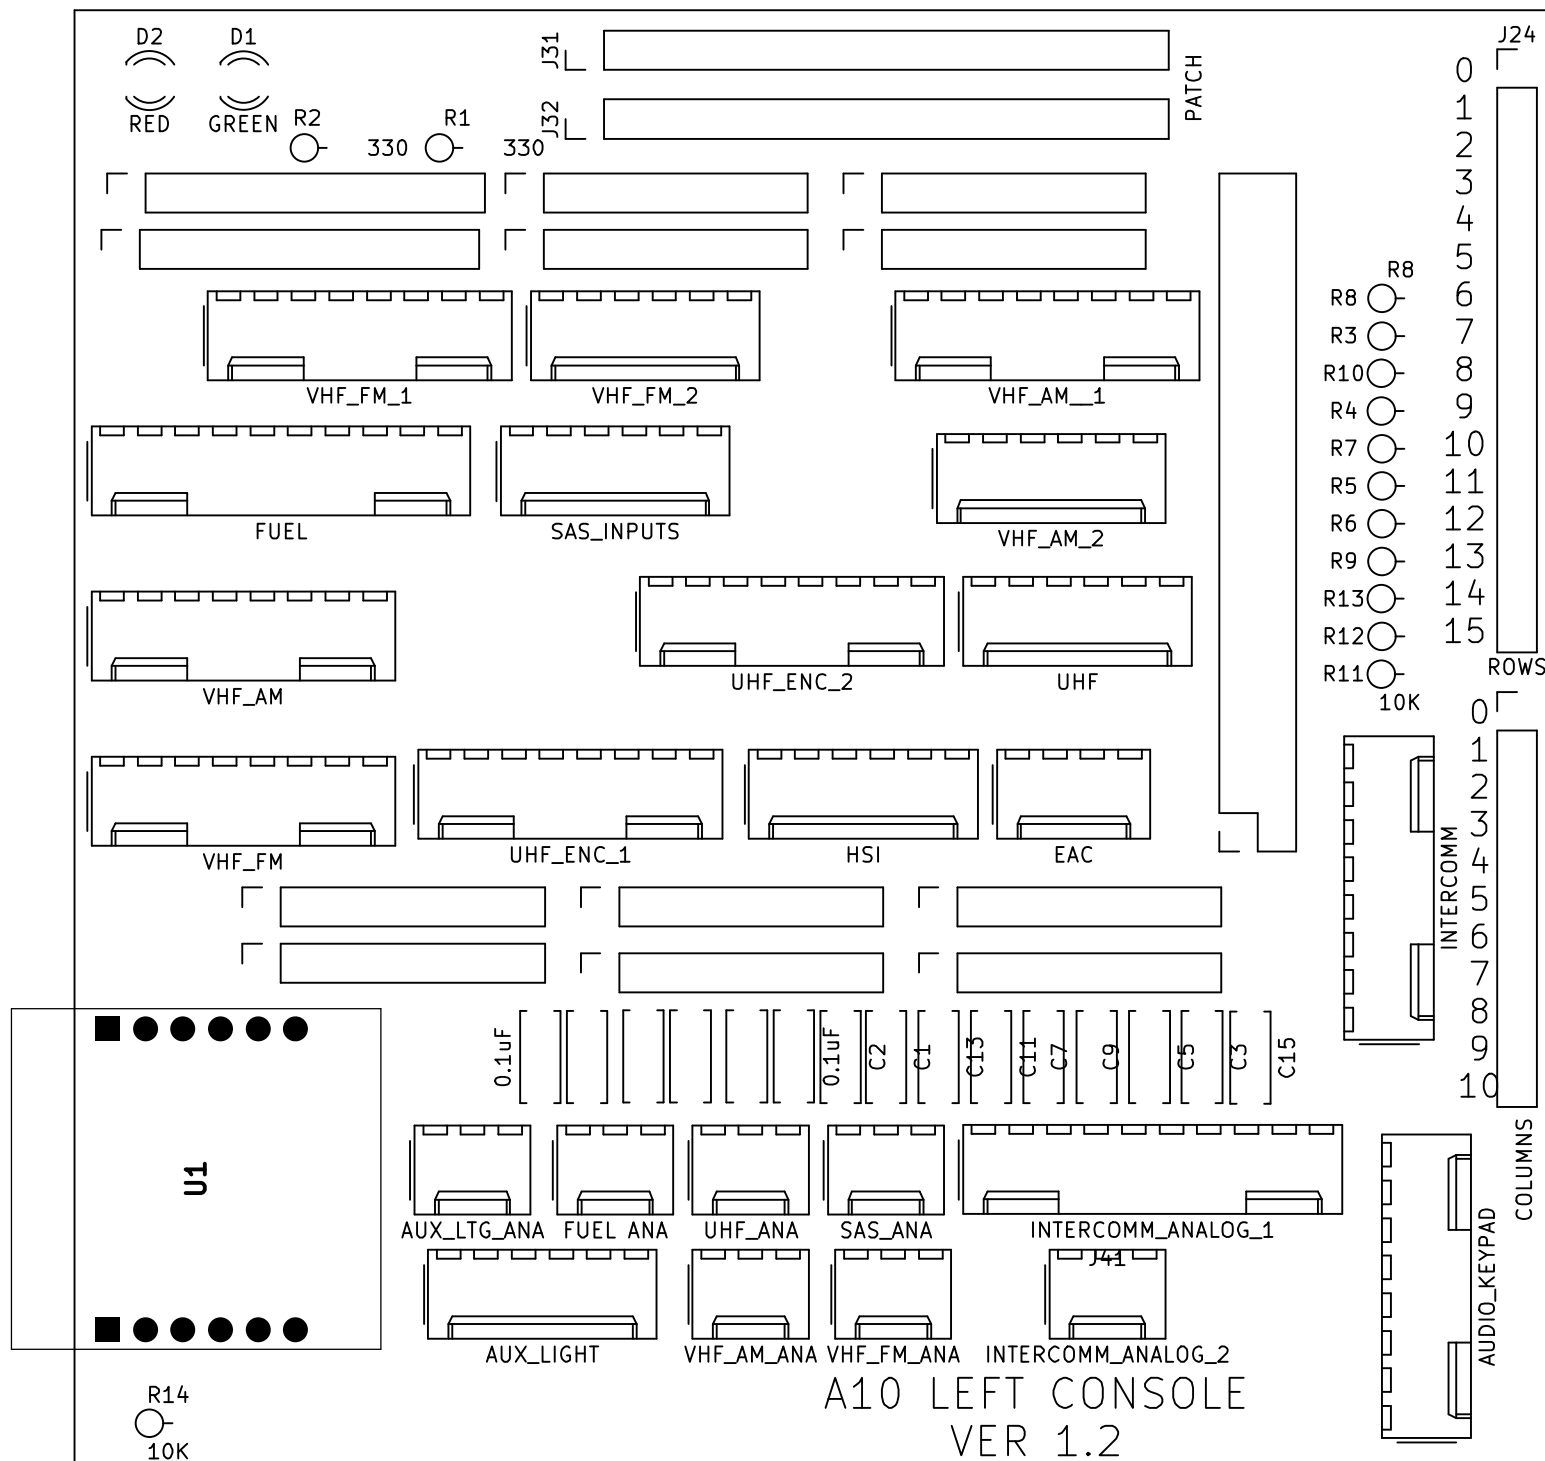 D2
D1
RED
GREEN
R2
R1
330
330
J31
J32
PATCH
J24
0
1
2
3
4
5
6
7
8
9
10
11
12
13
14
15
ROWS
R8
R8
R3
R10
R4
R7
R5
R6
R9
R13
R12
R11
10K
VHF_FM_1
VHF_FM_2
VHF_AM__1
FUEL
SAS_INPUTS
VHF_AM_2
VHF_AM
UHF_ENC_2
UHF
VHF_FM
UHF_ENC_1
HSI
EAC
INTERCOMM
0
1
2
3
4
5
6
7
8
9
10
COLUMNS
0.1uF
0.1uF
C2
C1
C13
C11
C7
C9
C5
C3
C15
U1
AUX_LTG_ANA
FUEL ANA
UHF_ANA
SAS_ANA
INTERCOMM_ANALOG_1
J41
AUX_LIGHT
VHF_AM_ANA
VHF_FM_ANA
INTERCOMM_ANALOG_2
AUDIO_KEYPAD
R14
10K
A10 LEFT CONSOLE
VER 1.2